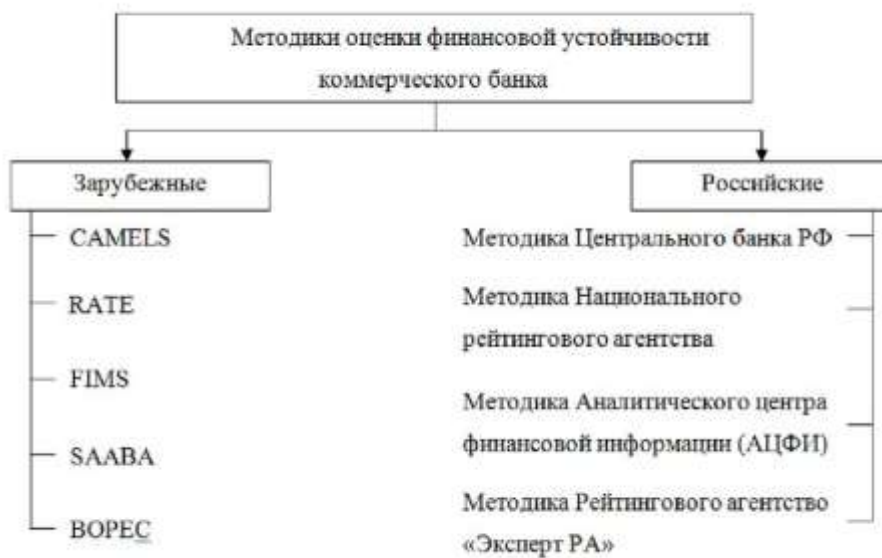 Методики оценки финансовой устойчивости
коммерческого банка
Зарубежные
CAMELS
RATE
FIMS
SAABA
BOPEC
Российские
Методика Центрального банка РФ
Методика Национального
рейтингового агентства
Методика Аналитического центра
финансовой информации (АЦФИ)
Методика Рейтингового агентство
«Эксперт РА»